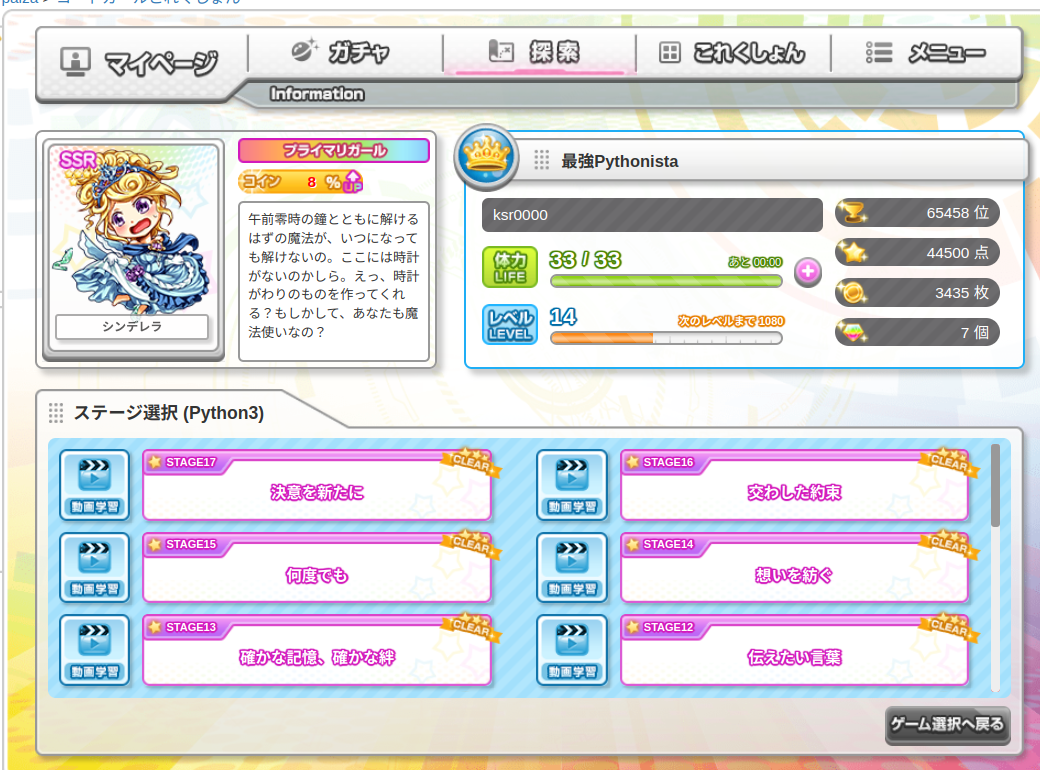 paiza > コードガールこれくしょん
マイページ
ガチャ
探索
これくしょん
メニュー
Information
SSR
シンデレラ
プライマリガール
コイン 8 % UP
午前零時の鐘とともに解ける
はずの魔法が、いつになって
も解けないの。ここには時計
がないのかしら。えっ、時計
がわりのものを作ってくれ
る？もしかして、あなたも魔
法使いなの？
最強Pythonista
ksr0000
体力 LIFE
33 / 33
あと 00:00
レベル LEVEL
14
次のレベルまで 1080
65458 位
44500 点
3435 枚
7 個
ステージ選択 (Python3)
動画学習
STAGE17
CLEAR
決意を新たに
動画学習
STAGE16
CLEAR
交わした約束
動画学習
STAGE15
CLEAR
何度でも
動画学習
STAGE14
CLEAR
想いを紡ぐ
動画学習
STAGE13
CLEAR
確かな記憶、確かな絆
動画学習
STAGE12
CLEAR
伝えたい言葉
ゲーム選択へ戻る